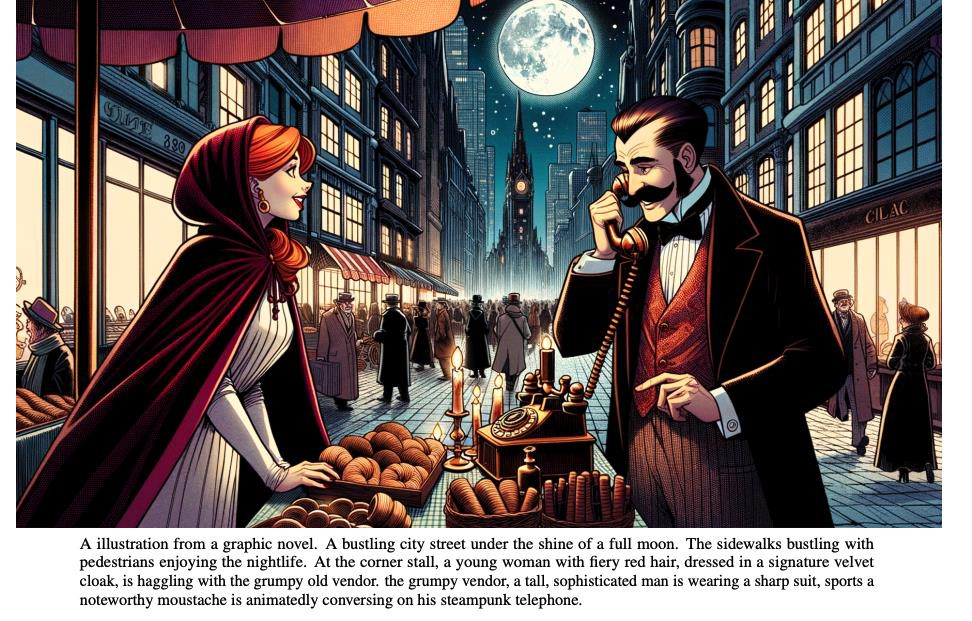 CILAC
A illustration from a graphic novel. A bustling city street under the shine of a full moon. The sidewalks bustling with
pedestrians enjoying the nightlife. At the corner stall, a young woman with fiery red hair, dressed in a signature velvet
cloak, is haggling with the grumpy old vendor. the grumpy vendor, a tall, sophisticated man is wearing a sharp suit, sports a
noteworthy moustache is animatedly conversing on his steampunk telephone.